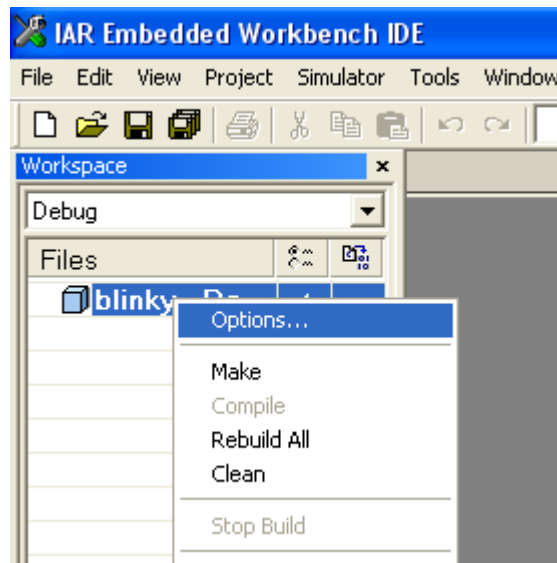 IAR Embedded Workbench IDE
File Edit View Project Simulator Tools Window
Workspace x
Debug
Files
blinky
Options...
Make
Compile
Rebuild All
Clean
Stop Build